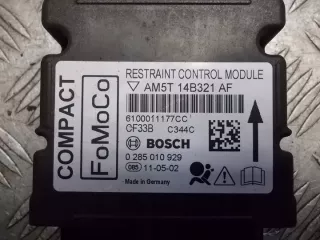 COMPACT
FoMoCo
RESTRAINT CONTROL MODULE
AM5T 14B321 AF
6100011177CC
CF33B C344C
BOSCH
0 285 010 929
11-05-02
Made in Germany